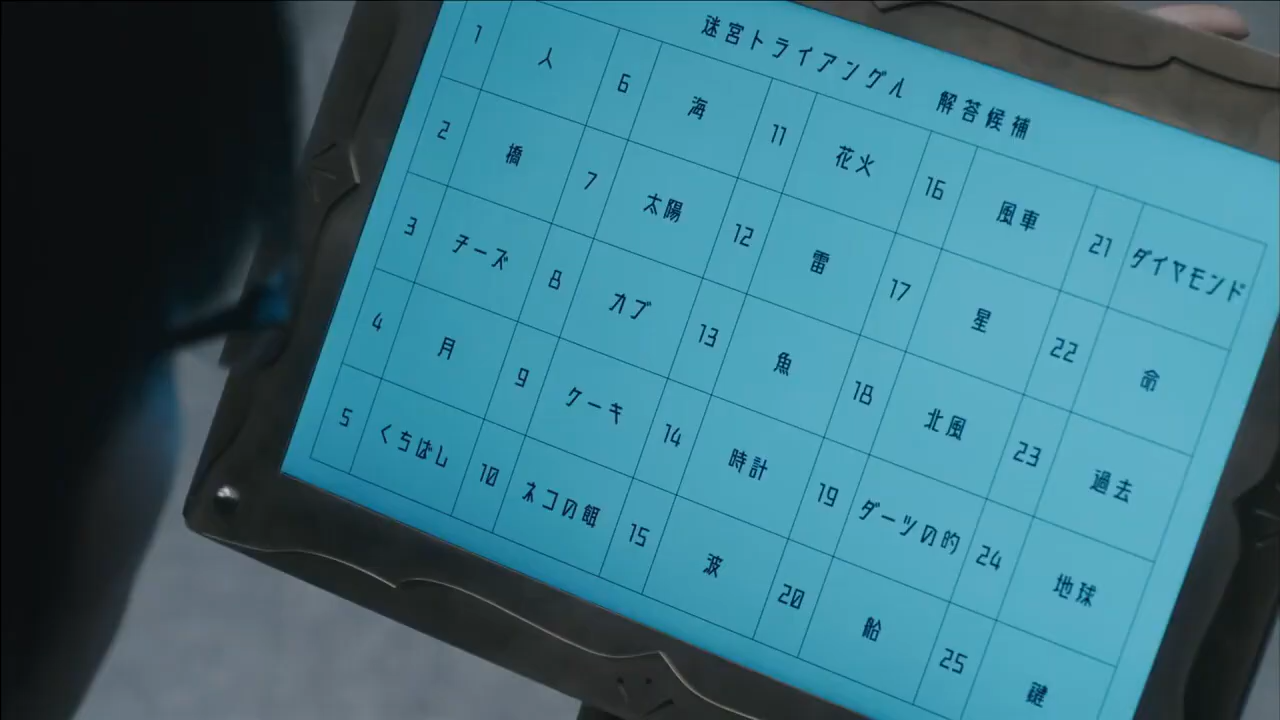 迷宮トライアングル 解答候補
1 人
2 橋
3 チーズ
4 月
5 くちばし
6 海
7 太陽
8 カブ
9 ケーキ
10 ネコの餌
11 花火
12 雷
13 魚
14 時計
15 波
16 風車
17 星
18 北風
19 ダーツの的
20 船
21 ダイヤモンド
22 命
23 過去
24 地球
25 鍵